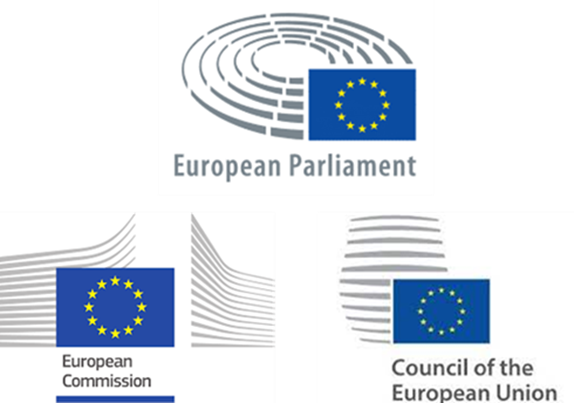 European Parliament
European
Commission
Council of the
European Union